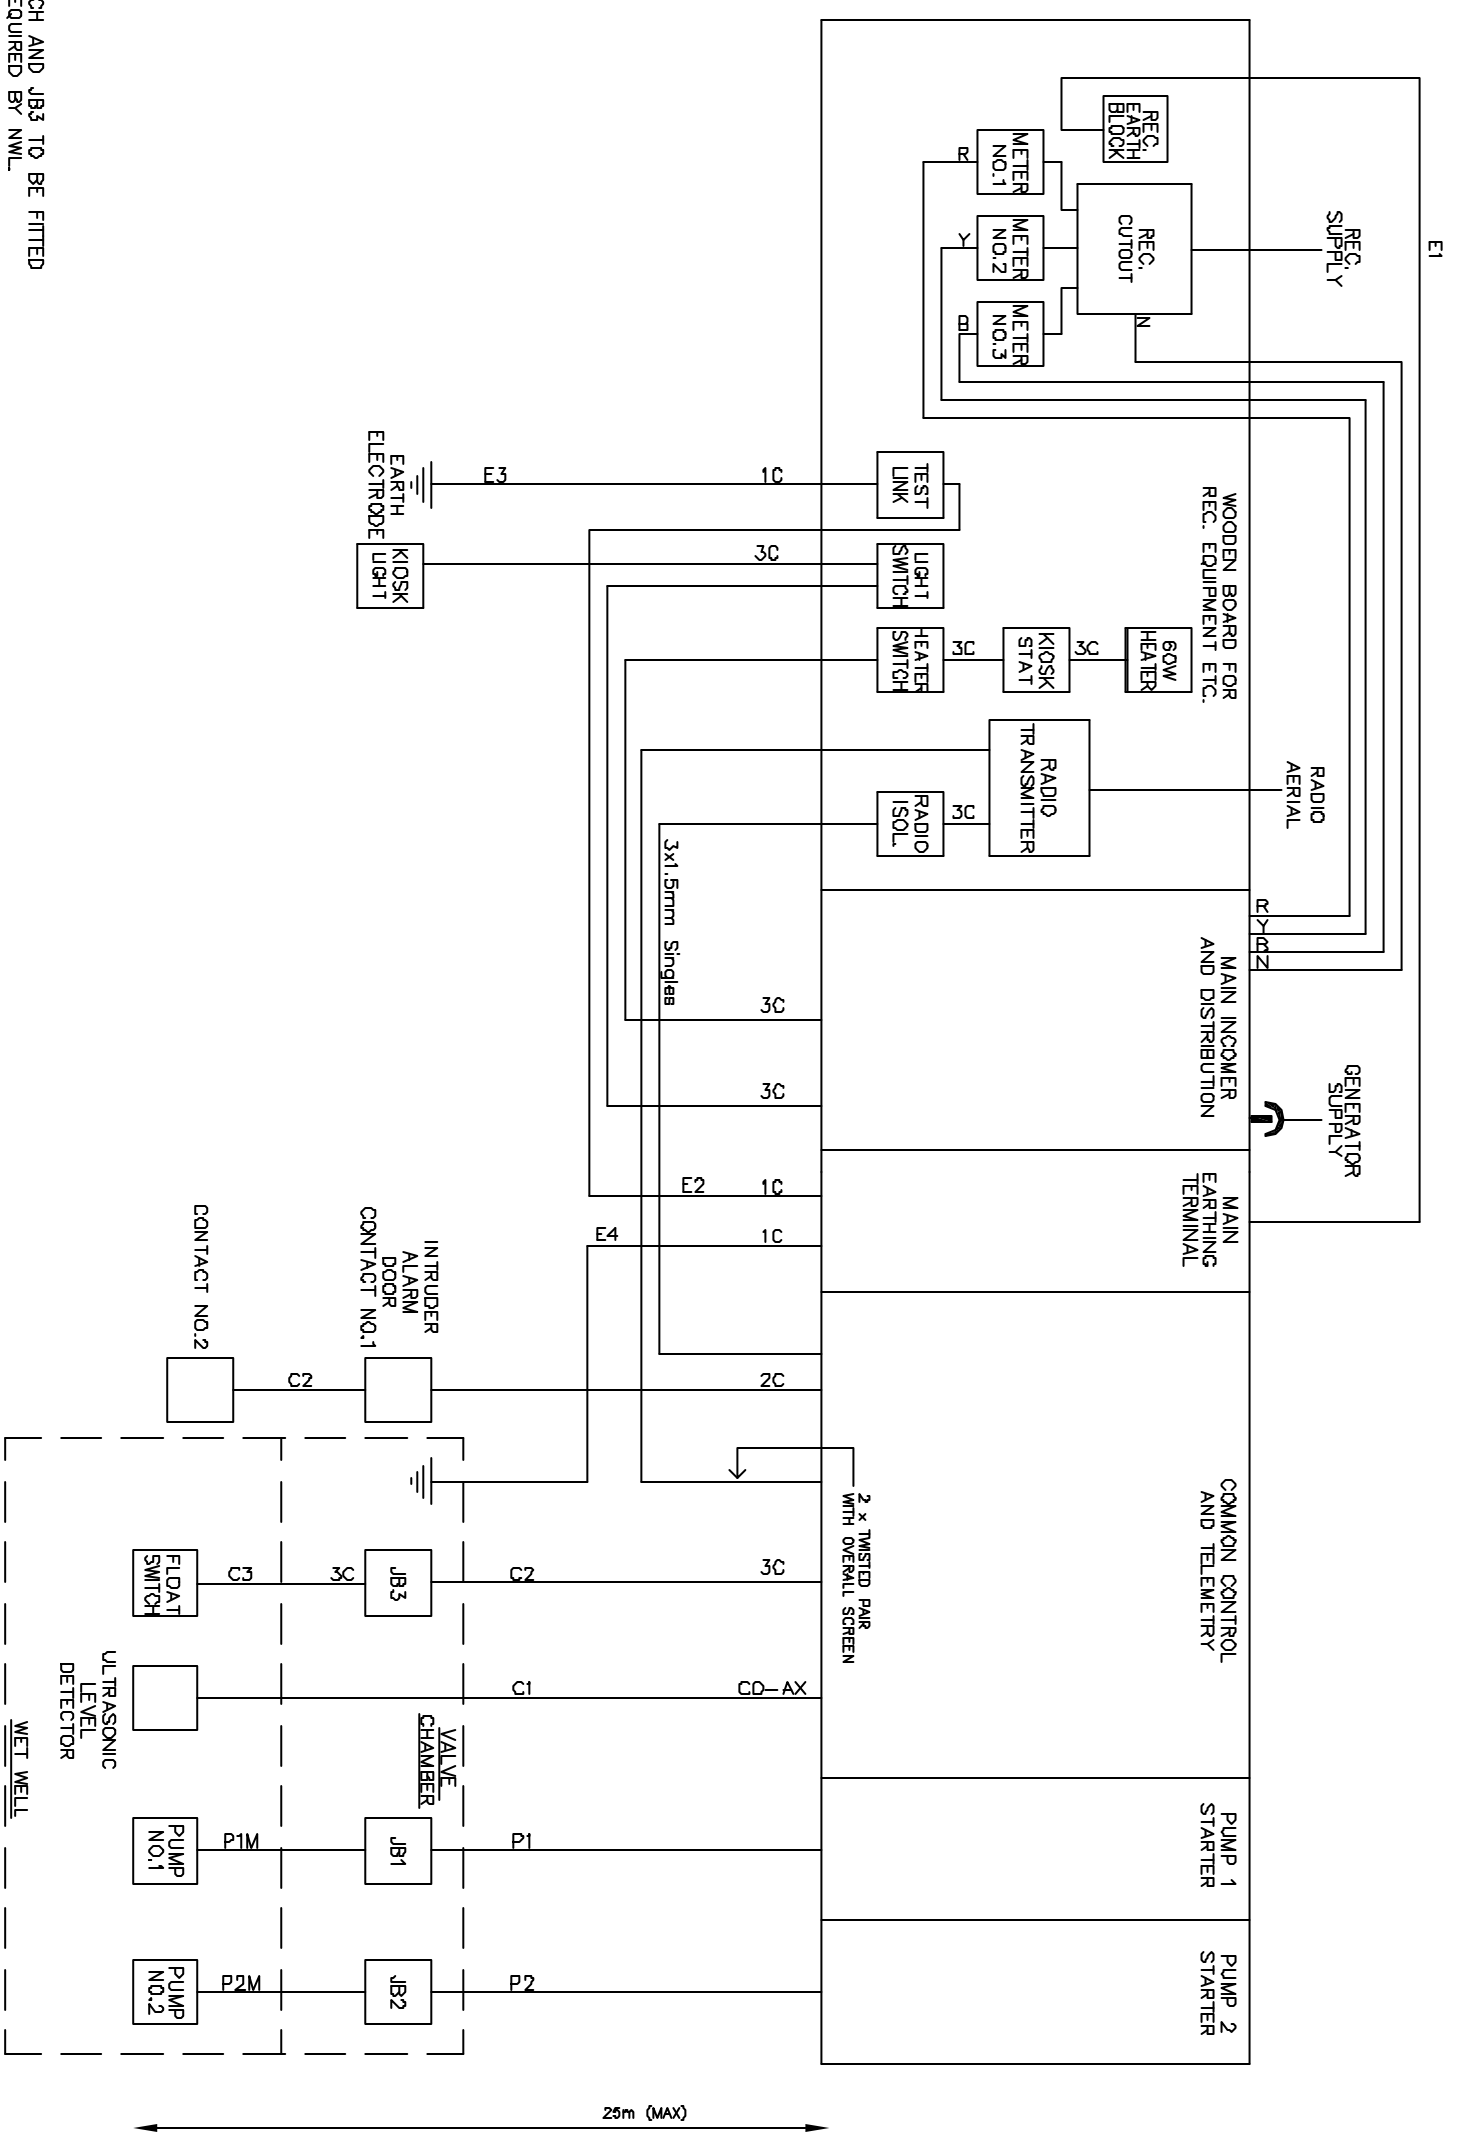 E1
REC.
SUPPLY
RADIO
AERIAL
GENERATOR
SUPPLY
REC.
EARTH
BLOCK
REC.
CUTOUT
N
METER
NO.1
METER
NO.2
METER
NO.3
R
Y
B
WOODEN BOARD FOR
REC. EQUIPMENT ETC.
60W
HEATER
3C
KIOSK
STAT
3C
HEATER
SWITCH
RADIO
TRANSMITTER
3C
RADIO
ISOL.
TEST
LINK
LIGHT
SWITCH
R
Y
B
N
MAIN INCOMER
AND DISTRIBUTION
MAIN
EARTHING
TERMINAL
COMMON CONTROL
AND TELEMETRY
PUMP 1
STARTER
PUMP 2
STARTER
2 x TWISTED PAIR
WITH OVERALL SCREEN
1C
3C
3C
3C
1C
1C
2C
3C
CO-AX
3x1.5mm Singles
E2
E4
E3
C2
C1
P1
P2
25m (MAX)
EARTH
ELECTRODE
KIOSK
LIGHT
INTRUDER
ALARM
DOOR
CONTACT NO.1
VALVE
CHAMBER
JB3
JB1
JB2
C2
3C
C3
P1M
P2M
CONTACT NO.2
FLOAT
SWITCH
PUMP
NO.1
PUMP
NO.2
ULTRASONIC
LEVEL
DETECTOR
WET WELL
CH AND JB3 TO BE FITTED
EQUIRED BY NWL.